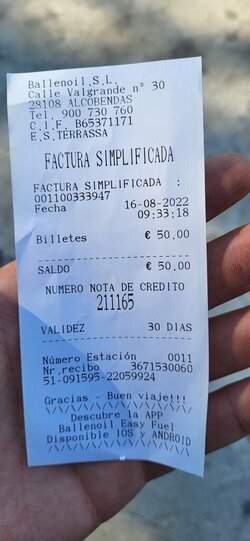 Ballenoil,S.L.
Calle Valgrande nº 30
28108 ALCOBENDAS
Tel. 900 730 760
C.I.F. B65371171
E.S.TERRASSA
FACTURA SIMPLIFICADA
FACTURA SIMPLIFICADA :
001100333947
Fecha 16-08-2022
09:33:18
Billetes € 50,00
SALDO € 50,00
NUMERO NOTA DE CREDITO
211165
VALIDEZ 30 DIAS
Número Estación 0011
Nr.recibo 3671530060
51-091595-22059924
Gracias - Buen viaje!!!
Descubre la APP
Ballenoil Easy Fuel
Disponible IOS y ANDROID